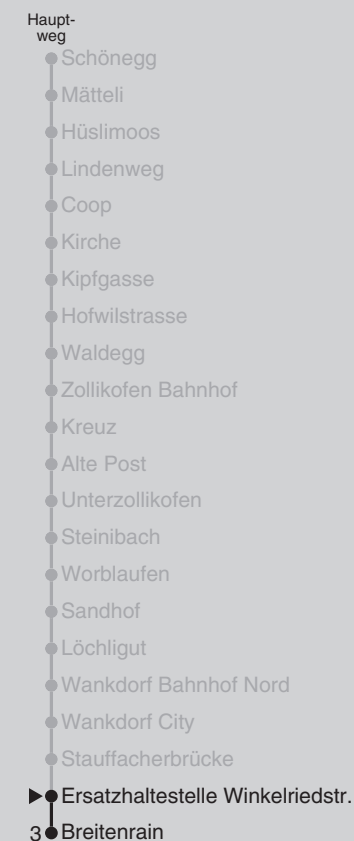 Haupt-
weg
Schönegg
Mätteli
Hüslimoos
Lindenweg
Coop
Kirche
Kipfgasse
Hofwilstrasse
Waldegg
Zollikofen Bahnhof
Kreuz
Alte Post
Unterzollikofen
Steinibach
Worblaufen
Sandhof
Löchligut
Wankdorf Bahnhof Nord
Wankdorf City
Stauffacherbrücke
Ersatzhaltestelle Winkelriedstr.
3 Breitenrain